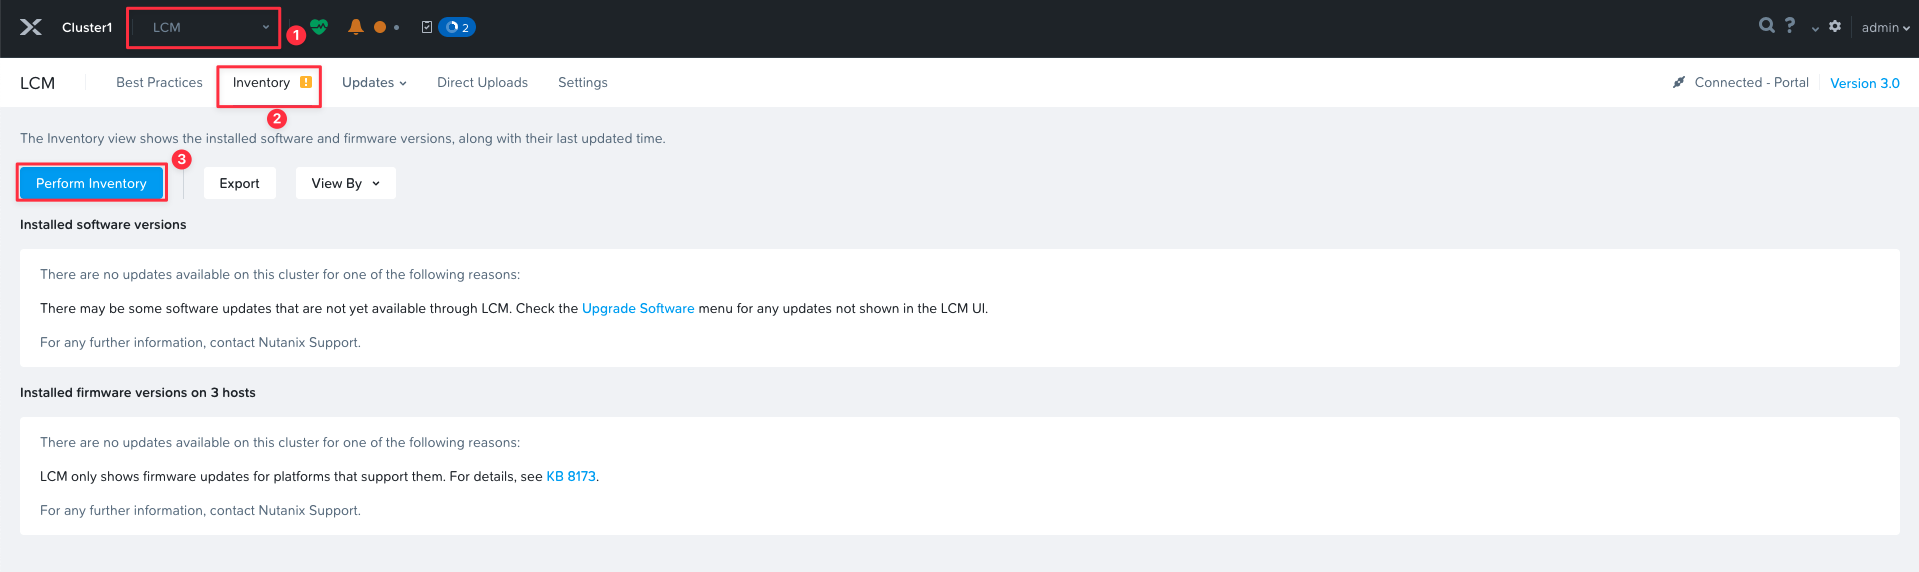 Cluster1 LCM 1 2 admin
LCM Best Practices Inventory Updates Direct Uploads Settings Connected - Portal Version 3.0
2
The Inventory view shows the installed software and firmware versions, along with their last updated time.
3
Perform Inventory Export View By
Installed software versions
There are no updates available on this cluster for one of the following reasons:
There may be some software updates that are not yet available through LCM. Check the Upgrade Software menu for any updates not shown in the LCM UI.
For any further information, contact Nutanix Support.
Installed firmware versions on 3 hosts
There are no updates available on this cluster for one of the following reasons:
LCM only shows firmware updates for platforms that support them. For details, see KB 8173.
For any further information, contact Nutanix Support.